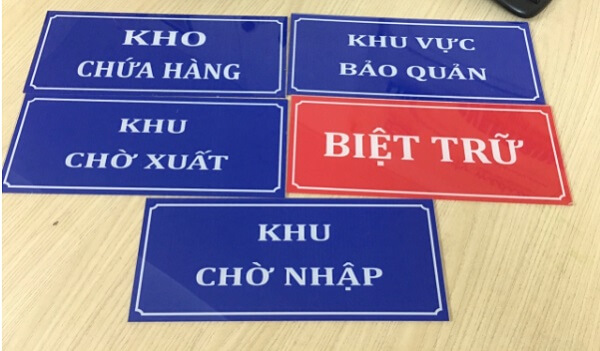 KHO
CHỨA HÀNG
KHU VỰC
BẢO QUẢN
KHU
CHỜ XUẤT
BIỆT TRỮ
KHU
CHỜ NHẬP